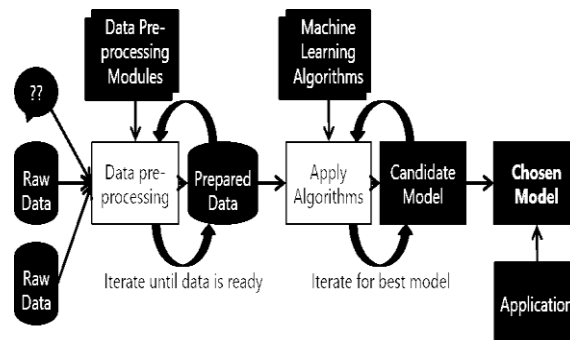 Data Pre-
processing
Modules
Machine
Learning
Algorithms
??
Raw
Data
Data pre-
processing
Prepared
Data
Apply
Algorithms
Candidate
Model
Chosen
Model
Raw
Data
Iterate until data is ready
Iterate for best model
Application